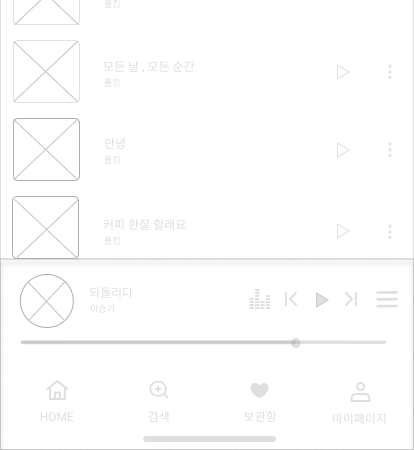 폴킴
모든 날 , 모든 순간
폴킴
안녕
폴킴
커피 한잘 할래요
폴킴
되돌리다
이승기
HOME
검색
보관함
마이페이지